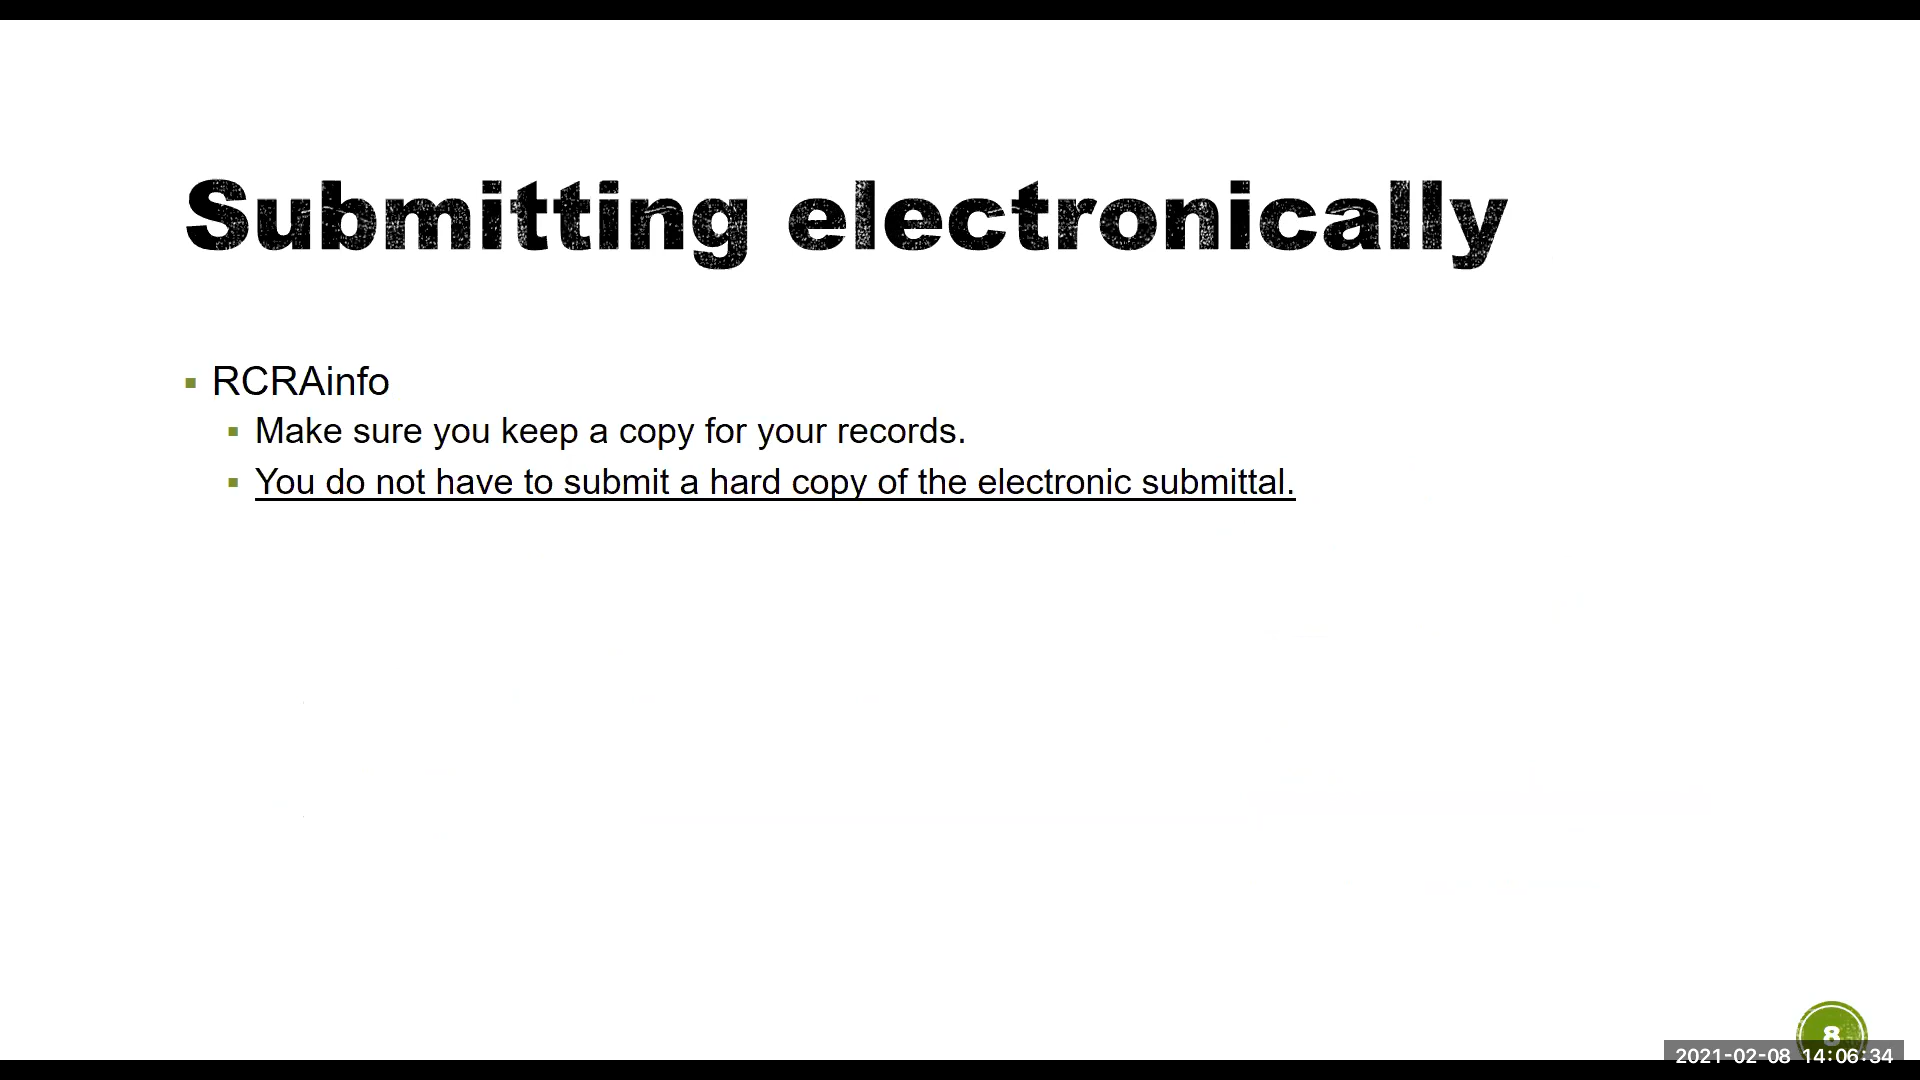 Submitting electronically
RCRAinfo
Make sure you keep a copy for your records.
You do not have to submit a hard copy of the electronic submittal.
8
2021-02-08 14:06:34